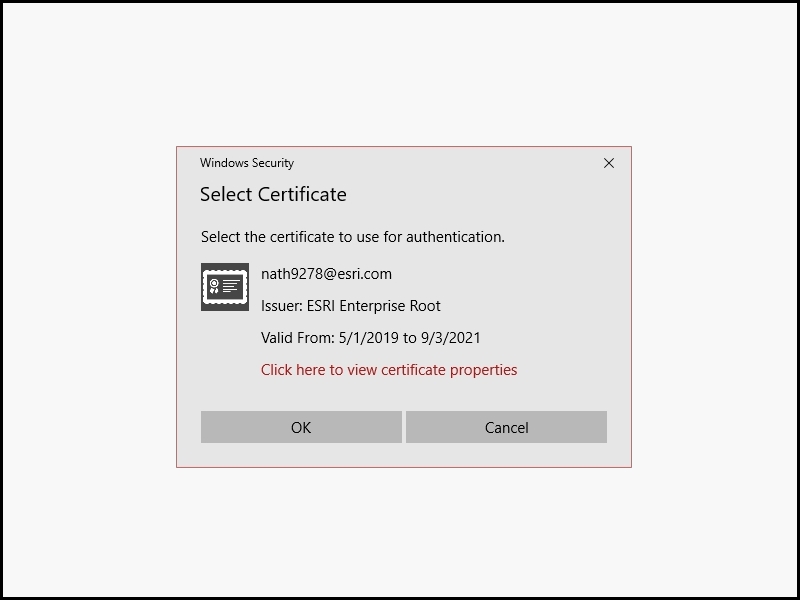 Windows Security
Select Certificate
Select the certificate to use for authentication.
nath9278@esri.com
Issuer: ESRI Enterprise Root
Valid From: 5/1/2019 to 9/3/2021
Click here to view certificate properties
OK
Cancel